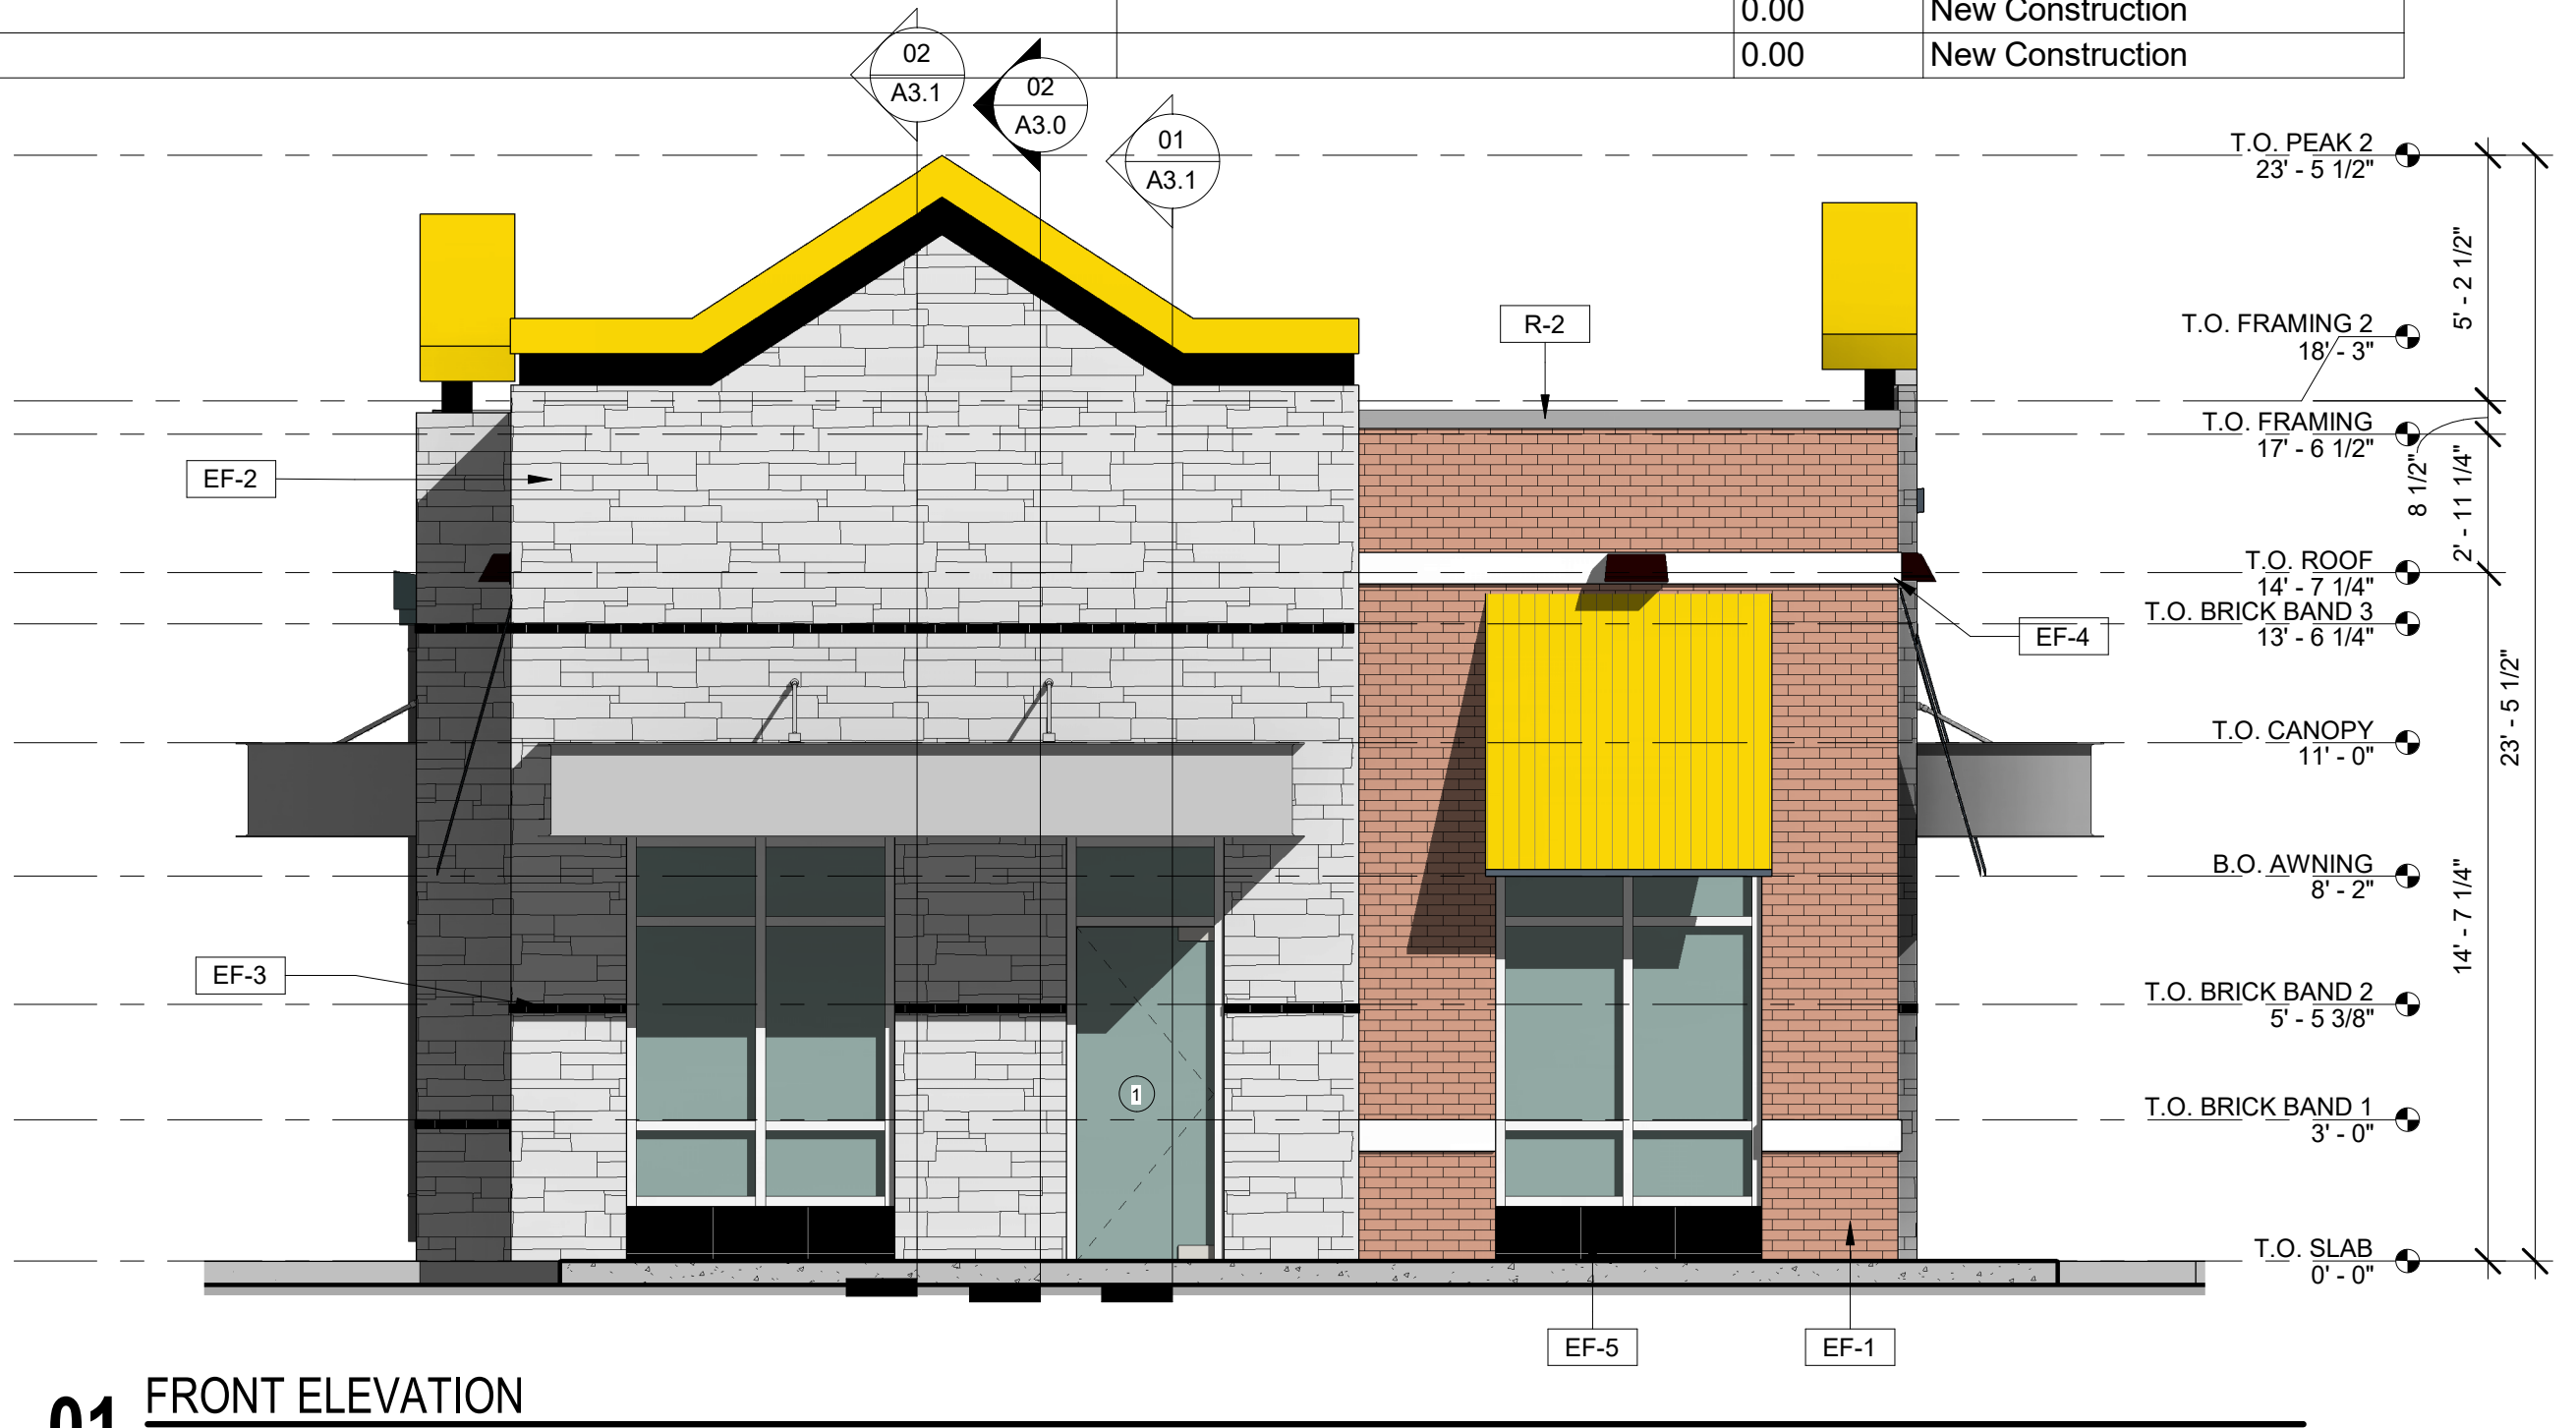 0.00 New Construction
0.00 New Construction
02
A3.1
02
A3.0
01
A3.1
T.O. PEAK 2
23' - 5 1/2"
5' - 2 1/2"
R-2
T.O. FRAMING 2
18' - 3"
T.O. FRAMING
17' - 6 1/2"
8 1/2"
2' - 11 1/4"
EF-2
T.O. ROOF
14' - 7 1/4"
T.O. BRICK BAND 3
13' - 6 1/4"
EF-4
23' - 5 1/2"
T.O. CANOPY
11' - 0"
B.O. AWNING
8' - 2"
14' - 7 1/4"
EF-3
T.O. BRICK BAND 2
5' - 5 3/8"
1
T.O. BRICK BAND 1
3' - 0"
T.O. SLAB
0' - 0"
EF-5
EF-1
01 FRONT ELEVATION